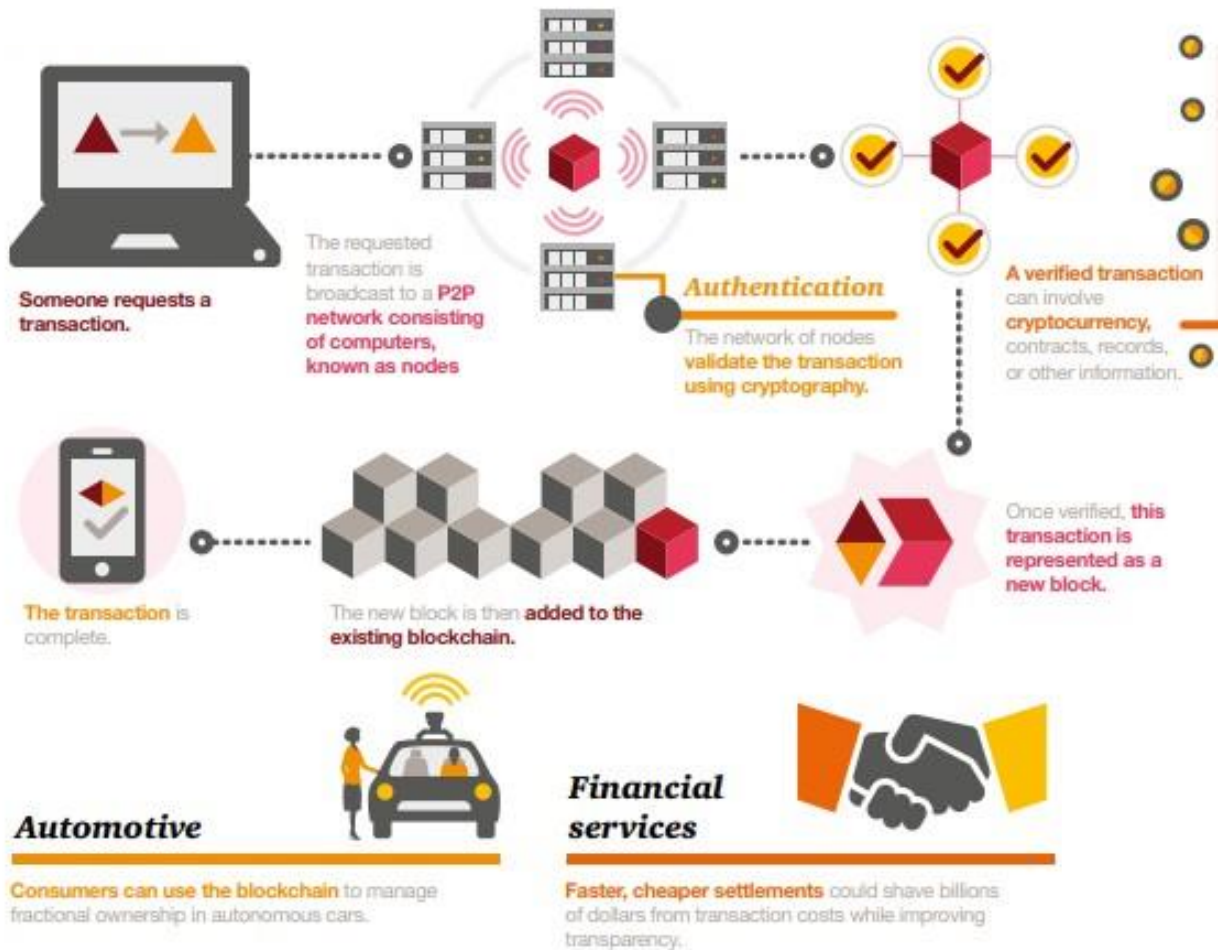 Someone requests a
transaction.
The requested
transaction is
broadcast to a P2P
network consisting
of computers,
known as nodes
Authentication
The network of nodes
validate the transaction
using cryptography.
A verified transaction
can involve
cryptocurrency,
contracts, records,
or other information.
Once verified, this
transaction is
represented as a
new block.
The new block is then added to the
existing blockchain.
The transaction is
complete.
Automotive
Consumers can use the blockchain to manage
fractional ownership in autonomous cars.
Financial
services
Faster, cheaper settlements could shave billions
of dollars from transaction costs while improving
transparency.